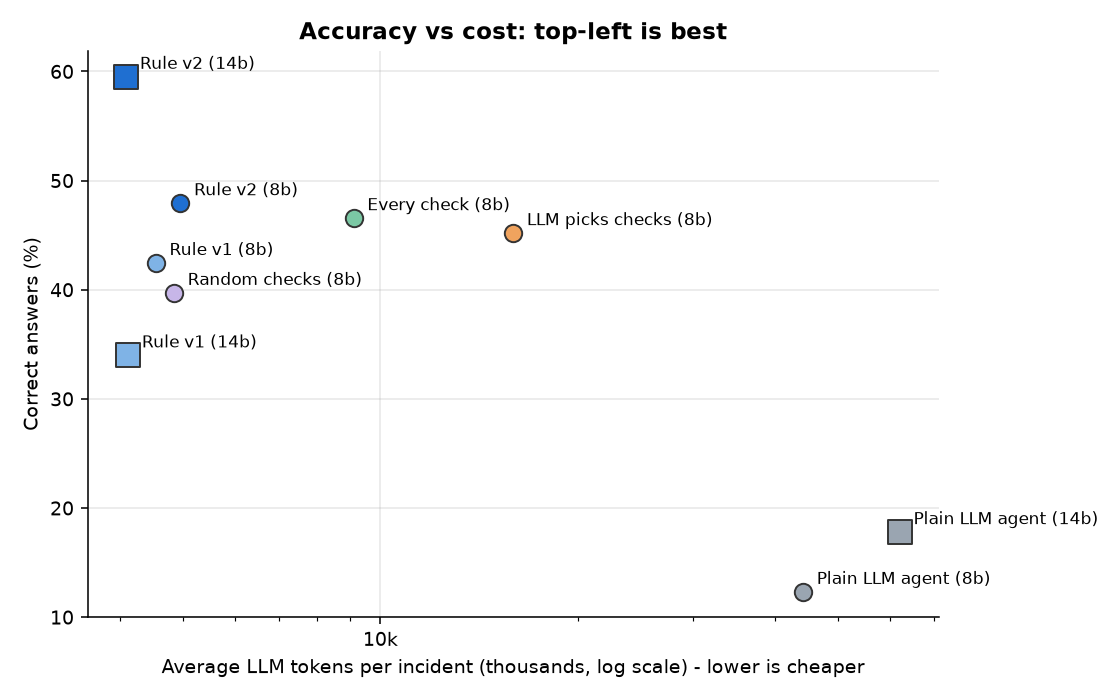 Accuracy vs cost: top-left is best
Rule v2 (14b)
Rule v2 (8b)
Every check (8b)
LLM picks checks (8b)
Rule v1 (8b)
Random checks (8b)
Rule v1 (14b)
Plain LLM agent (14b)
Plain LLM agent (8b)
Correct answers (%)
60
50
40
30
20
10
10k
Average LLM tokens per incident (thousands, log scale) - lower is cheaper